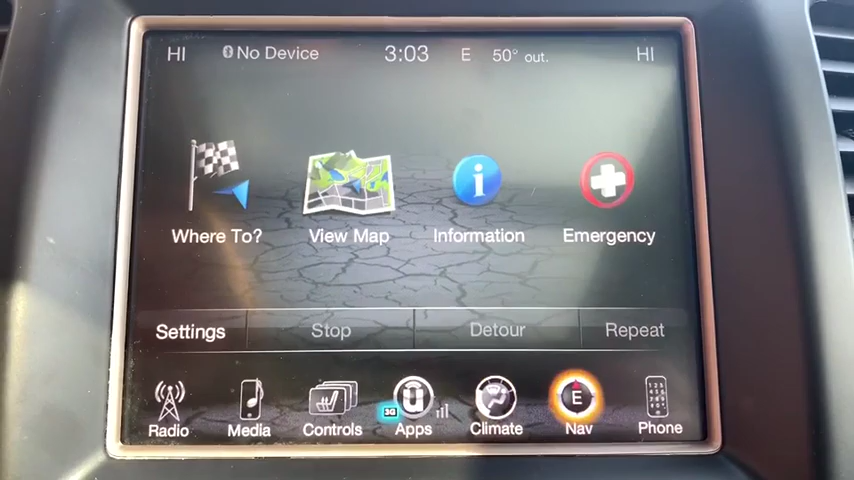 HI No Device 3:03 E 50° out. HI
Where To? View Map Information Emergency
Settings Stop Detour Repeat
3G E
Radio Media Controls Apps Climate Nav Phone